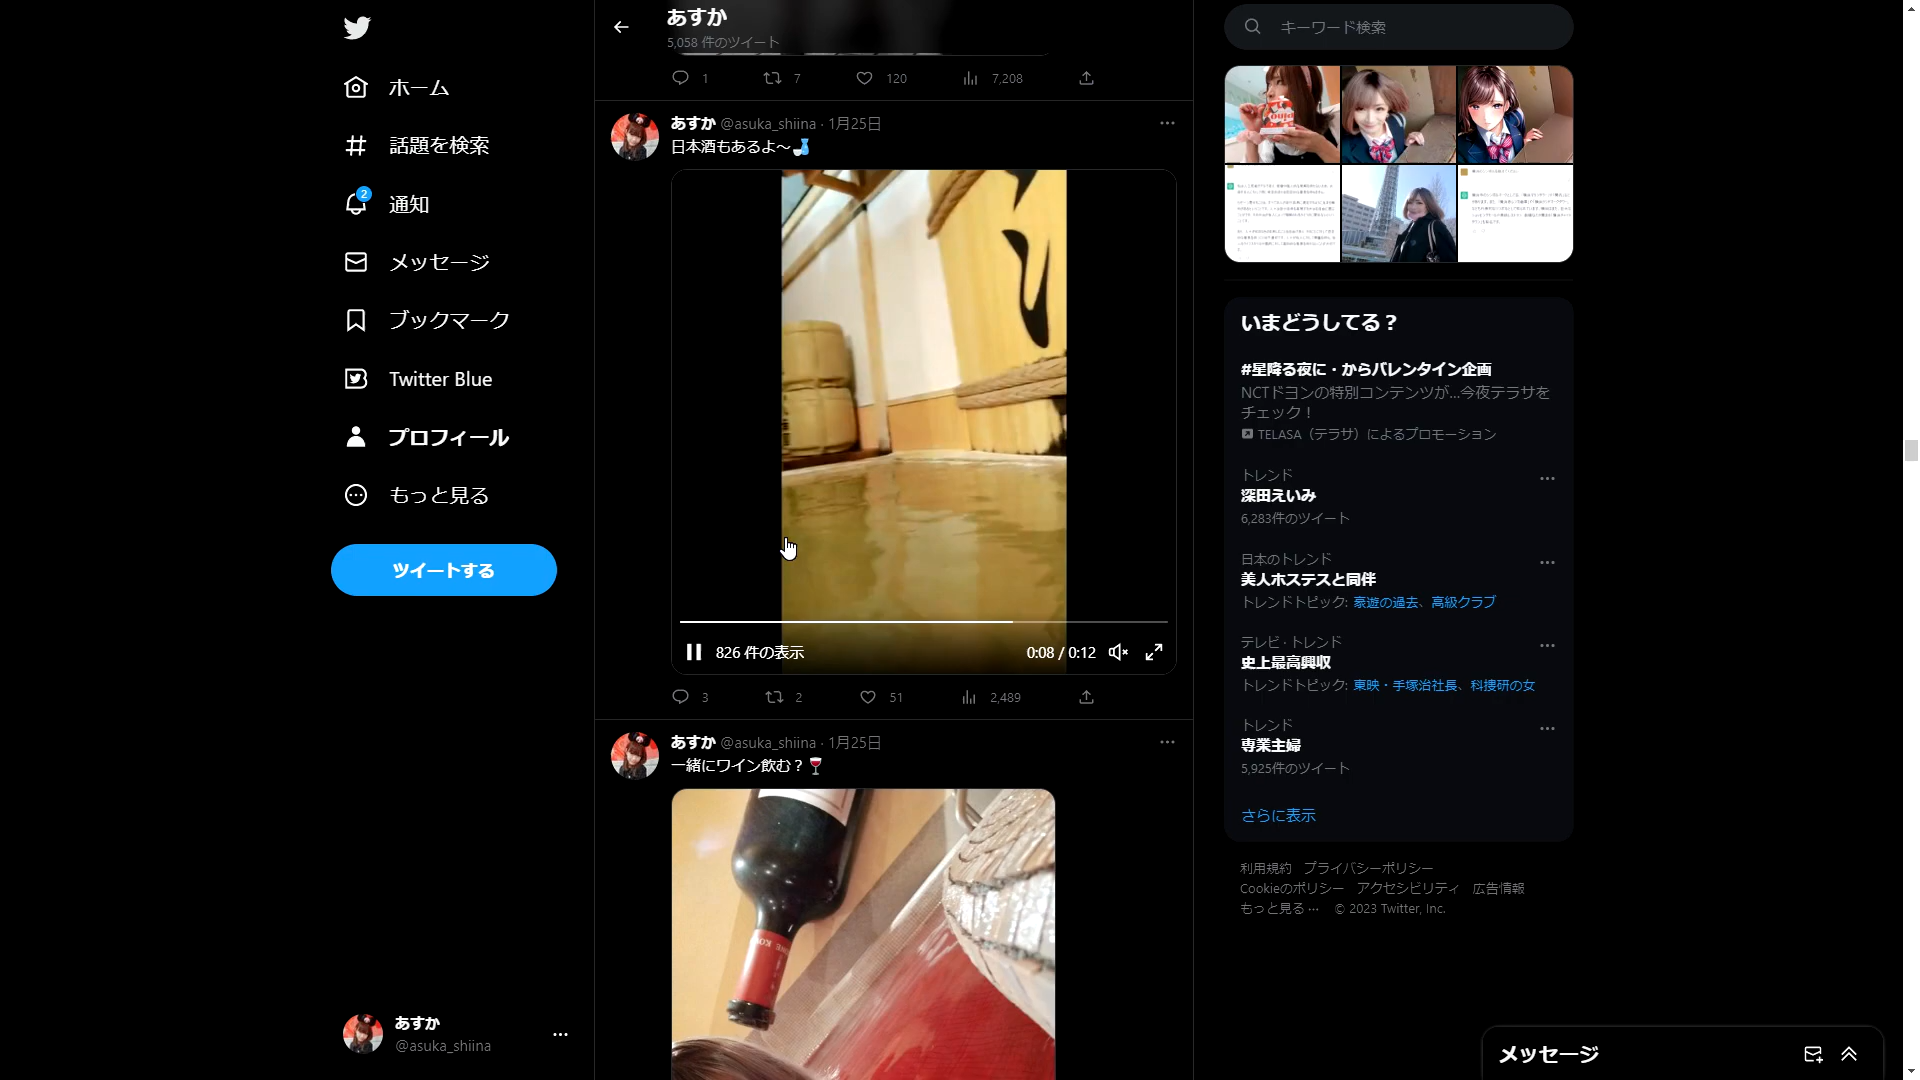 ホーム
話題を検索
2
通知
メッセージ
ブックマーク
Twitter Blue
プロフィール
もっと見る
ツイートする
あすか
@asuka_shiina
あすか
5,058 件のツイート
1
7
120
7,208
あすか @asuka_shiina · 1月25日
日本酒もあるよ〜🍶
826 件の表示
0:08 / 0:12
3
2
51
2,489
あすか @asuka_shiina · 1月25日
一緒にワイン飲む？🍷
キーワード検索
いまどうしてる？
#星降る夜に・からバレンタイン企画
NCTドヨンの特別コンテンツが...今夜テラサを
チェック！
TELASA（テラサ）によるプロモーション
トレンド
深田えいみ
6,283件のツイート
日本のトレンド
美人ホステスと同伴
トレンドトピック: 豪遊の過去、高級クラブ
テレビ · トレンド
史上最高興収
トレンドトピック: 東映・手塚治社長、科捜研の女
トレンド
専業主婦
5,925件のツイート
さらに表示
利用規約 プライバシーポリシー
Cookieのポリシー アクセシビリティ 広告情報
もっと見る ··· © 2023 Twitter, Inc.
メッセージ